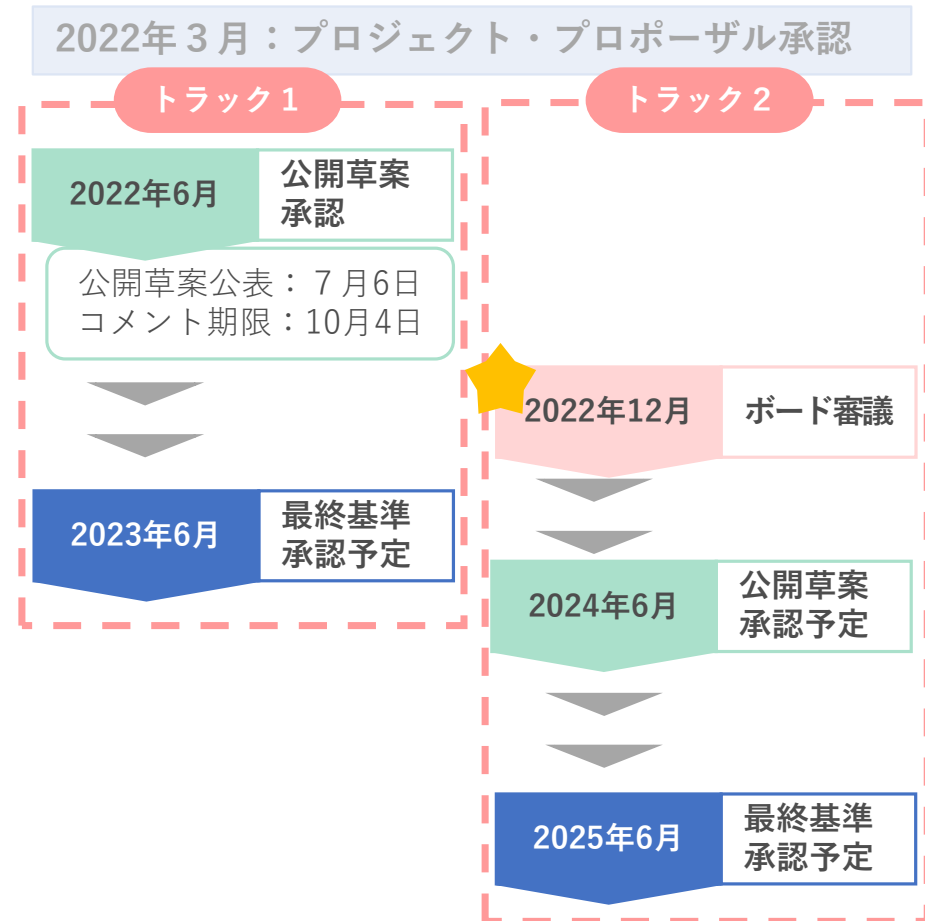 2022年３月：プロジェクト・プロポーザル承認
トラック１
2022年6月
公開草案
承認
公開草案公表：７月6日
コメント期限：10月4日
2023年6月
最終基準
承認予定
トラック２
2022年12月
ボード審議
2024年6月
公開草案
承認予定
2025年6月
最終基準
承認予定